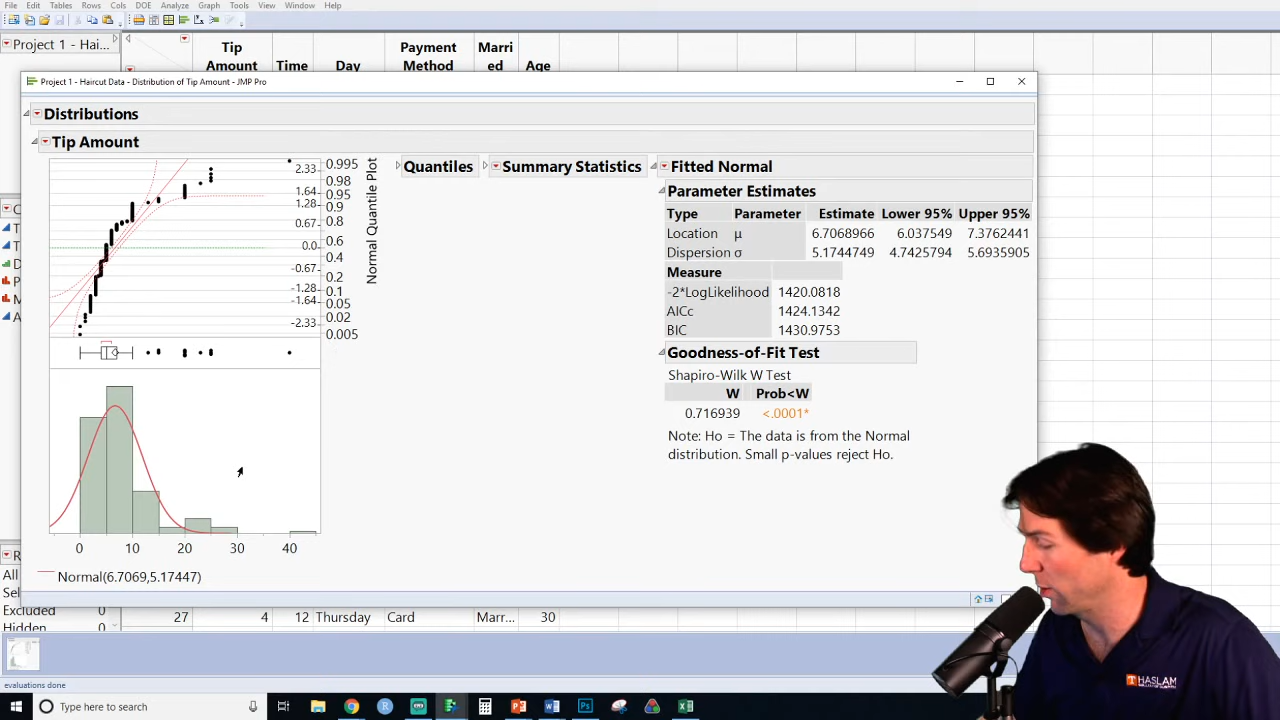 File Edit Tables Rows Cols DOE Analyze Graph Tools View Window Help
Project 1 - Hai...
Tip Amount Time Day Payment Method Married Age
Project 1 - Haircut Data - Distribution of Tip Amount - JMP Pro
Distributions
Tip Amount
2.33
1.64
1.28
0.67
0.0
-0.67
-1.28
-1.64
-2.33
0.995
0.98
0.95
0.9
0.8
0.6
0.4
0.2
0.1
0.05
0.02
0.005
Normal Quantile Plot
0 10 20 30 40
Normal(6.7069,5.17447)
Quantiles
Summary Statistics
Fitted Normal
Parameter Estimates
Type Parameter Estimate Lower 95% Upper 95%
Location μ 6.7068966 6.037549 7.3762441
Dispersion σ 5.1744749 4.7425794 5.6935905
Measure
-2*LogLikelihood 1420.0818
AICc 1424.1342
BIC 1430.9753
Goodness-of-Fit Test
Shapiro-Wilk W Test
W Prob<W
0.716939 <.0001*
Note: Ho = The data is from the Normal
distribution. Small p-values reject Ho.
All
Sel
Excluded 0
Hidden 0
27 4 12 Thursday Card Marr... 30
evaluations done
Type here to search
HASLAM